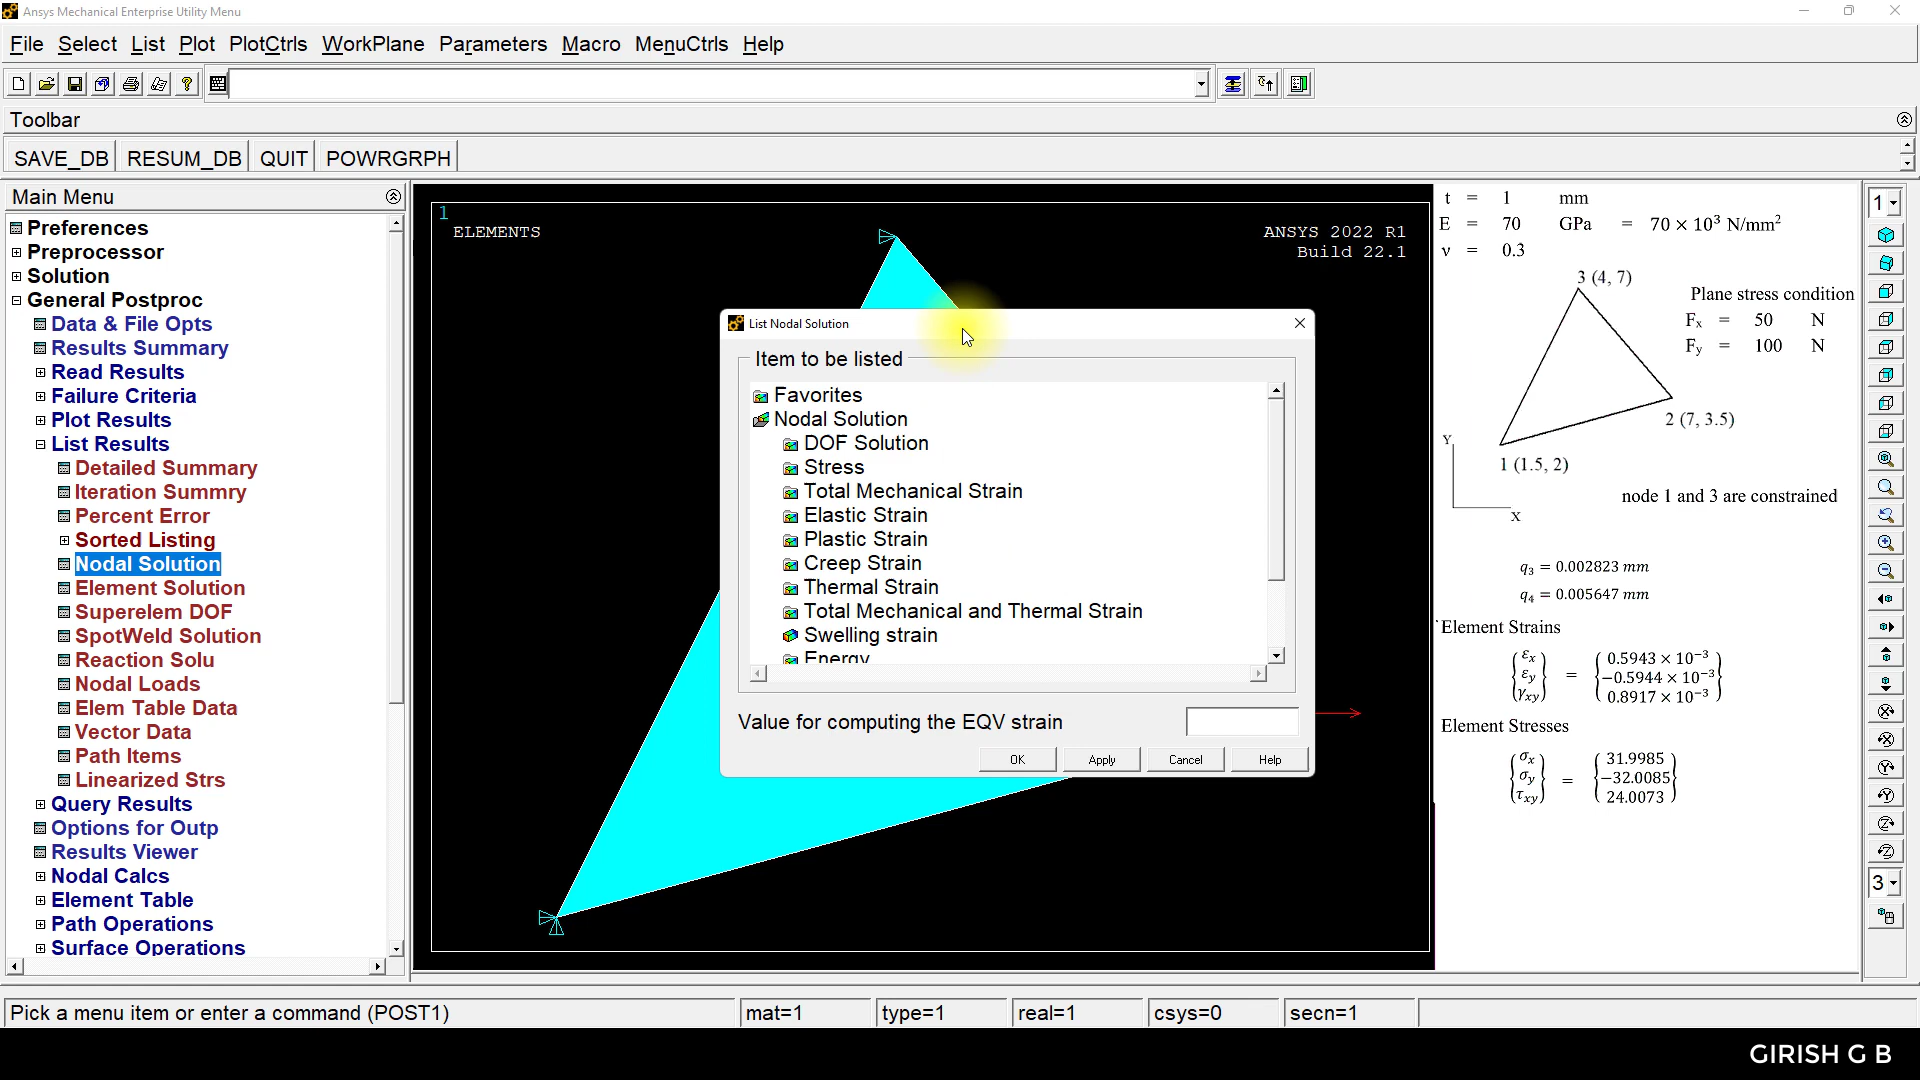 Ansys Mechanical Enterprise Utility Menu
File Select List Plot PlotCtrls WorkPlane Parameters Macro MenuCtrls Help
Toolbar
SAVE_DB RESUM_DB QUIT POWRGRPH
Main Menu
Preferences
Preprocessor
Solution
General Postproc
Data & File Opts
Results Summary
Read Results
Failure Criteria
Plot Results
List Results
Detailed Summary
Iteration Summry
Percent Error
Sorted Listing
Nodal Solution
Element Solution
Superelem DOF
SpotWeld Solution
Reaction Solu
Nodal Loads
Elem Table Data
Vector Data
Path Items
Linearized Strs
Query Results
Options for Outp
Results Viewer
Nodal Calcs
Element Table
Path Operations
Surface Operations
1
ELEMENTS
ANSYS 2022 R1
Build 22.1
List Nodal Solution
Item to be listed
Favorites
Nodal Solution
DOF Solution
Stress
Total Mechanical Strain
Elastic Strain
Plastic Strain
Creep Strain
Thermal Strain
Total Mechanical and Thermal Strain
Swelling strain
Energy
Value for computing the EQV strain
OK Apply Cancel Help
t = 1 mm
E = 70 GPa = 70 × 10³ N/mm²
ν = 0.3
3 (4, 7)
Plane stress condition
Fx = 50 N
Fy = 100 N
2 (7, 3.5)
Y
1 (1.5, 2)
node 1 and 3 are constrained
X
q₃ = 0.002823 mm
q₄ = 0.005647 mm
Element Strains
{εx εy γxy} = {0.5943 × 10⁻³ −0.5944 × 10⁻³ 0.8917 × 10⁻³}
Element Stresses
{σx σy τxy} = {31.9985 −32.0085 24.0073}
1
3
Pick a menu item or enter a command (POST1) mat=1 type=1 real=1 csys=0 secn=1
GIRISH G B